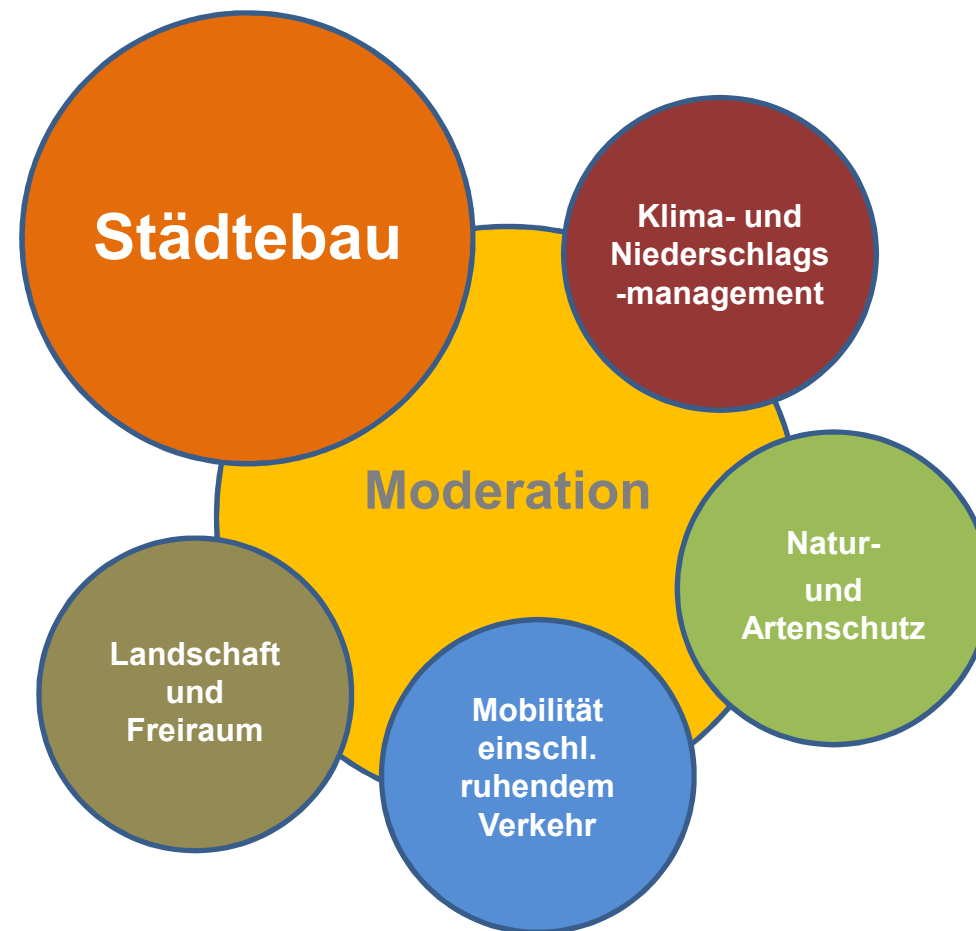 Städtebau
Klima- und
Niederschlags
-management
Moderation
Natur-
und
Artenschutz
Landschaft
und
Freiraum
Mobilität
einschl.
ruhendem
Verkehr